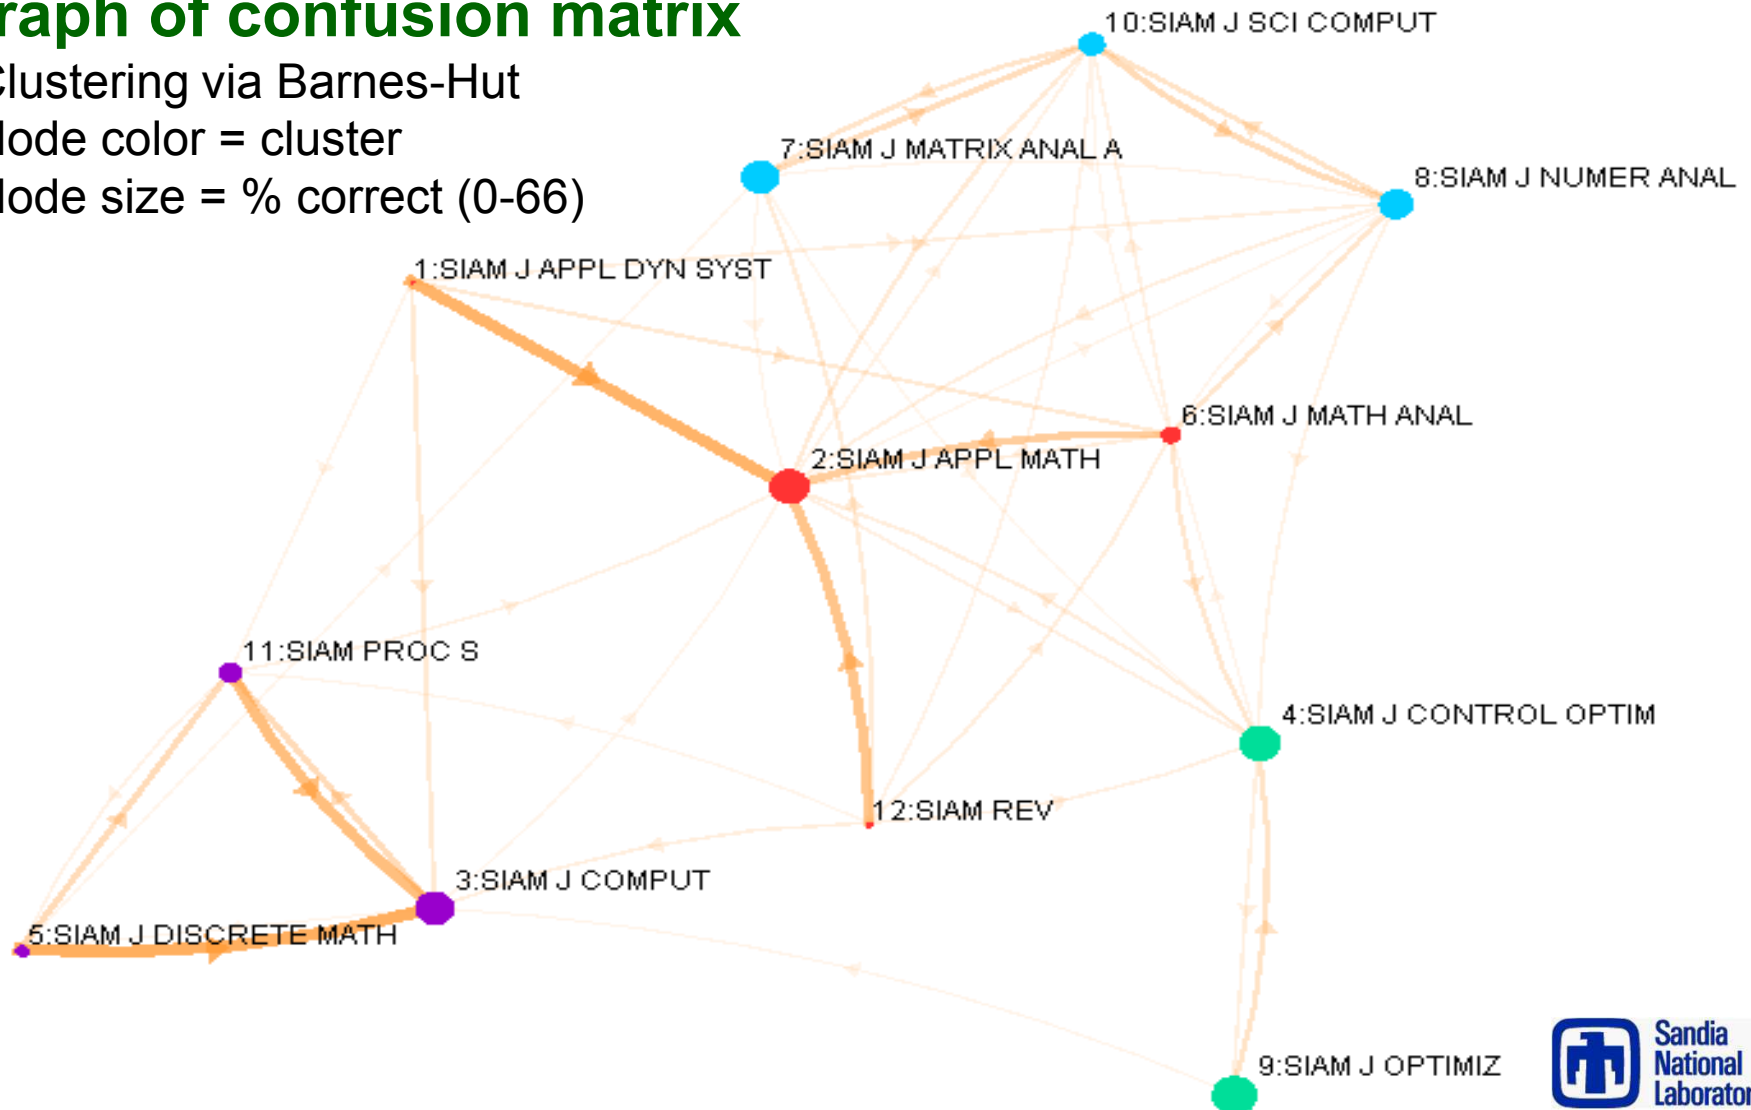 raph of confusion matrix
Clustering via Barnes-Hut
Node color = cluster
Node size = % correct (0-66)
10:SIAM J SCI COMPUT
7:SIAM J MATRIX ANAL A
8:SIAM J NUMER ANAL
1:SIAM J APPL DYN SYST
6:SIAM J MATH ANAL
2:SIAM J APPL MATH
11:SIAM PROC S
4:SIAM J CONTROL OPTIM
12:SIAM REV
3:SIAM J COMPUT
5:SIAM J DISCRETE MATH
9:SIAM J OPTIMIZ
Sandia
National
Laborator